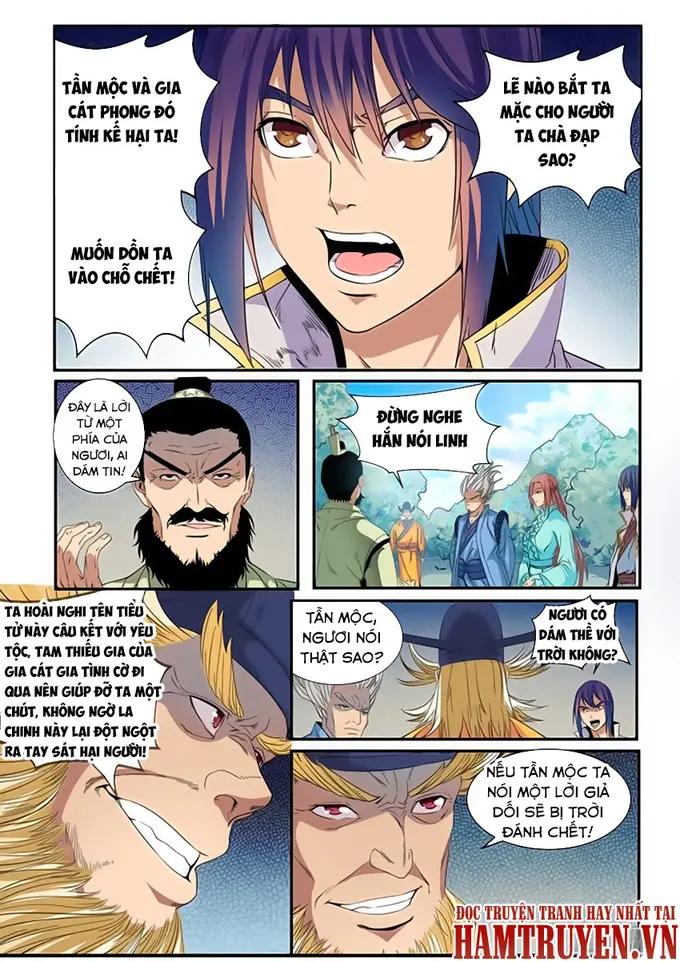 TẦN MỘC VÀ GIA
CÁT PHONG ĐÓ
TÍNH KẾ HẠI TA!
LẼ NÀO BẮT TA
MẶC CHO NGƯỜI
TA CHÀ ĐẠP
SAO?
MUỐN DỒN TA
VÀO CHỖ CHẾT!
ĐÂY LÀ LỜI
TỪ MỘT
PHÍA CỦA
NGƯƠI, AI
DÁM TIN!
ĐỪNG NGHE
HẮN NÓI LINH
TA HOÀI NGHI TÊN TIỂU
TỬ NÀY CÂU KẾT VỚI YÊU
TỘC, TAM THIẾU GIA CỦA
GIA CÁT GIA TÌNH CỜ ĐI
QUA NÊN GIÚP ĐỠ TA MỘT
CHÚT, KHÔNG NGỜ LA
CHINH NÀY LẠI ĐỘT NGỘT
RA TAY SÁT HẠI NGƯỜI!
TẦN MỘC,
NGƯƠI NÓI
THẬT SAO?
NGƯƠI CÓ
DÁM THỀ VỚI
TRỜI KHÔNG?
NẾU TẦN MỘC TA
NÓI MỘT LỜI GIẢ
DỐI SẼ BỊ TRỜI
ĐÁNH CHẾT!
ĐỌC TRUYỆN TRANH HAY NHẤT TẠI
HAMTRUYEN.VN